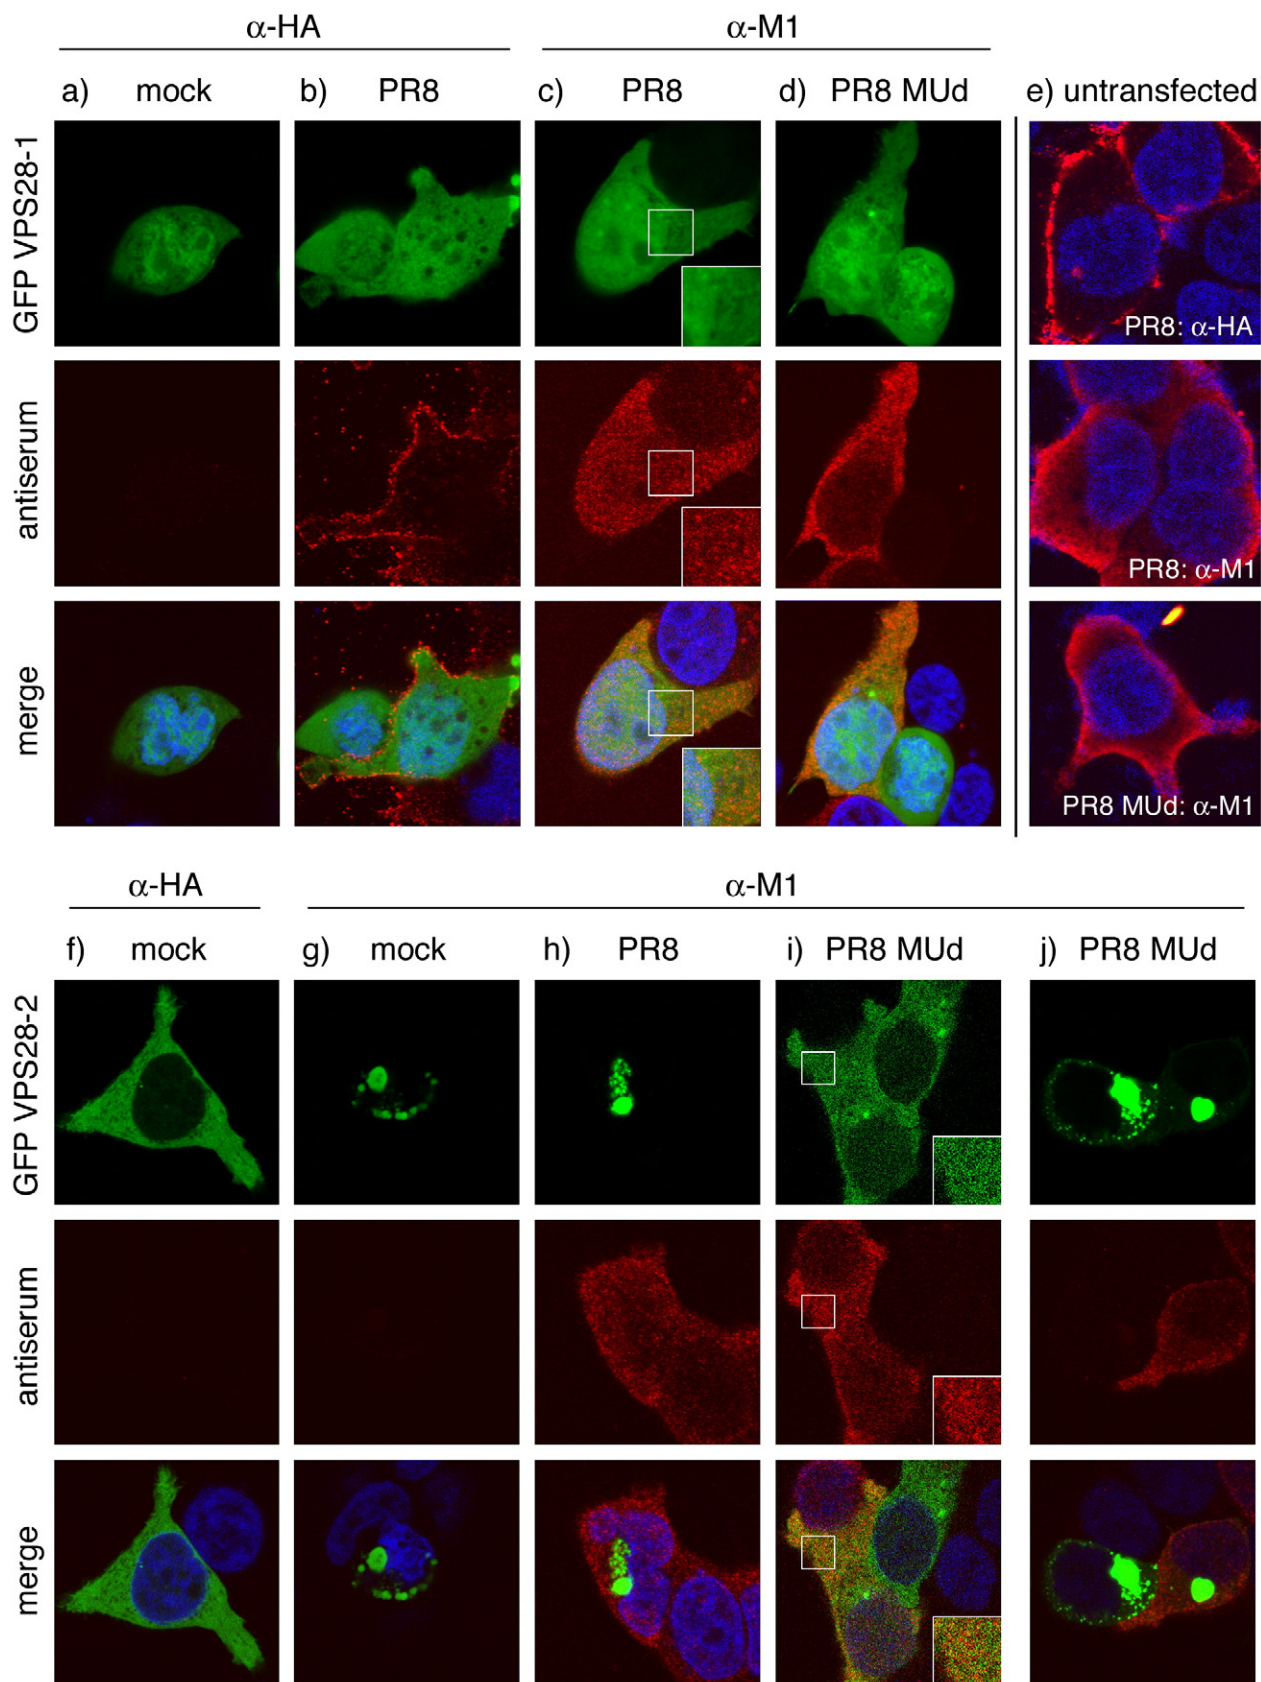 α-HA α-M1
a) mock b) PR8 c) PR8 d) PR8 MUd e) untransfected
GFP VPS28-1
PR8: α-HA
antiserum
PR8: α-M1
merge
PR8 MUd: α-M1
α-HA α-M1
f) mock g) mock h) PR8 i) PR8 MUd j) PR8 MUd
GFP VPS28-2
antiserum
merge